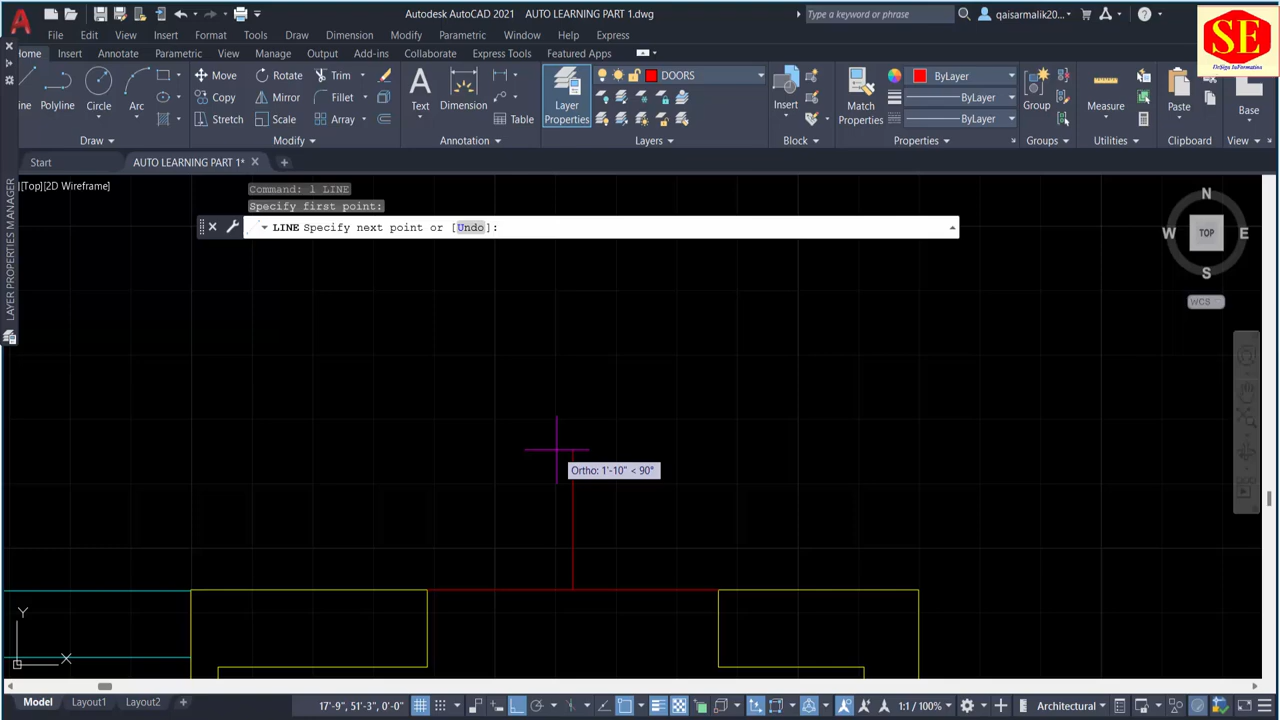 Autodesk AutoCAD 2021 AUTO LEARNING PART 1.dwg
Type a keyword or phrase
qaisarmalik20...
SE
DeSign InFormation
File Edit View Insert Format Tools Draw Dimension Modify Parametric Window Help Express
Home Insert Annotate Parametric View Manage Output Add-ins Collaborate Express Tools Featured Apps
Move Rotate Trim
DOORS
ByLayer
Copy Mirror Fillet
ByLayer
Stretch Scale Array
Table
ByLayer
ine Polyline Circle Arc
Text Dimension
Layer
Properties
Insert
Match
Properties
Group
Measure
Paste
Base
Draw
Modify
Annotation
Layers
Block
Properties
Groups
Utilities
Clipboard
View
Start
AUTO LEARNING PART 1*
][Top][2D Wireframe]
Command: l LINE
Specify first point:
LINE Specify next point or [Undo]:
N
W TOP E
S
WCS
LAYER PROPERTIES MANAGER
Ortho: 1'-10" < 90°
Y
X
Model Layout1 Layout2
17'-9", 51'-3", 0'-0"
MODEL
1:1/100%
Architectural